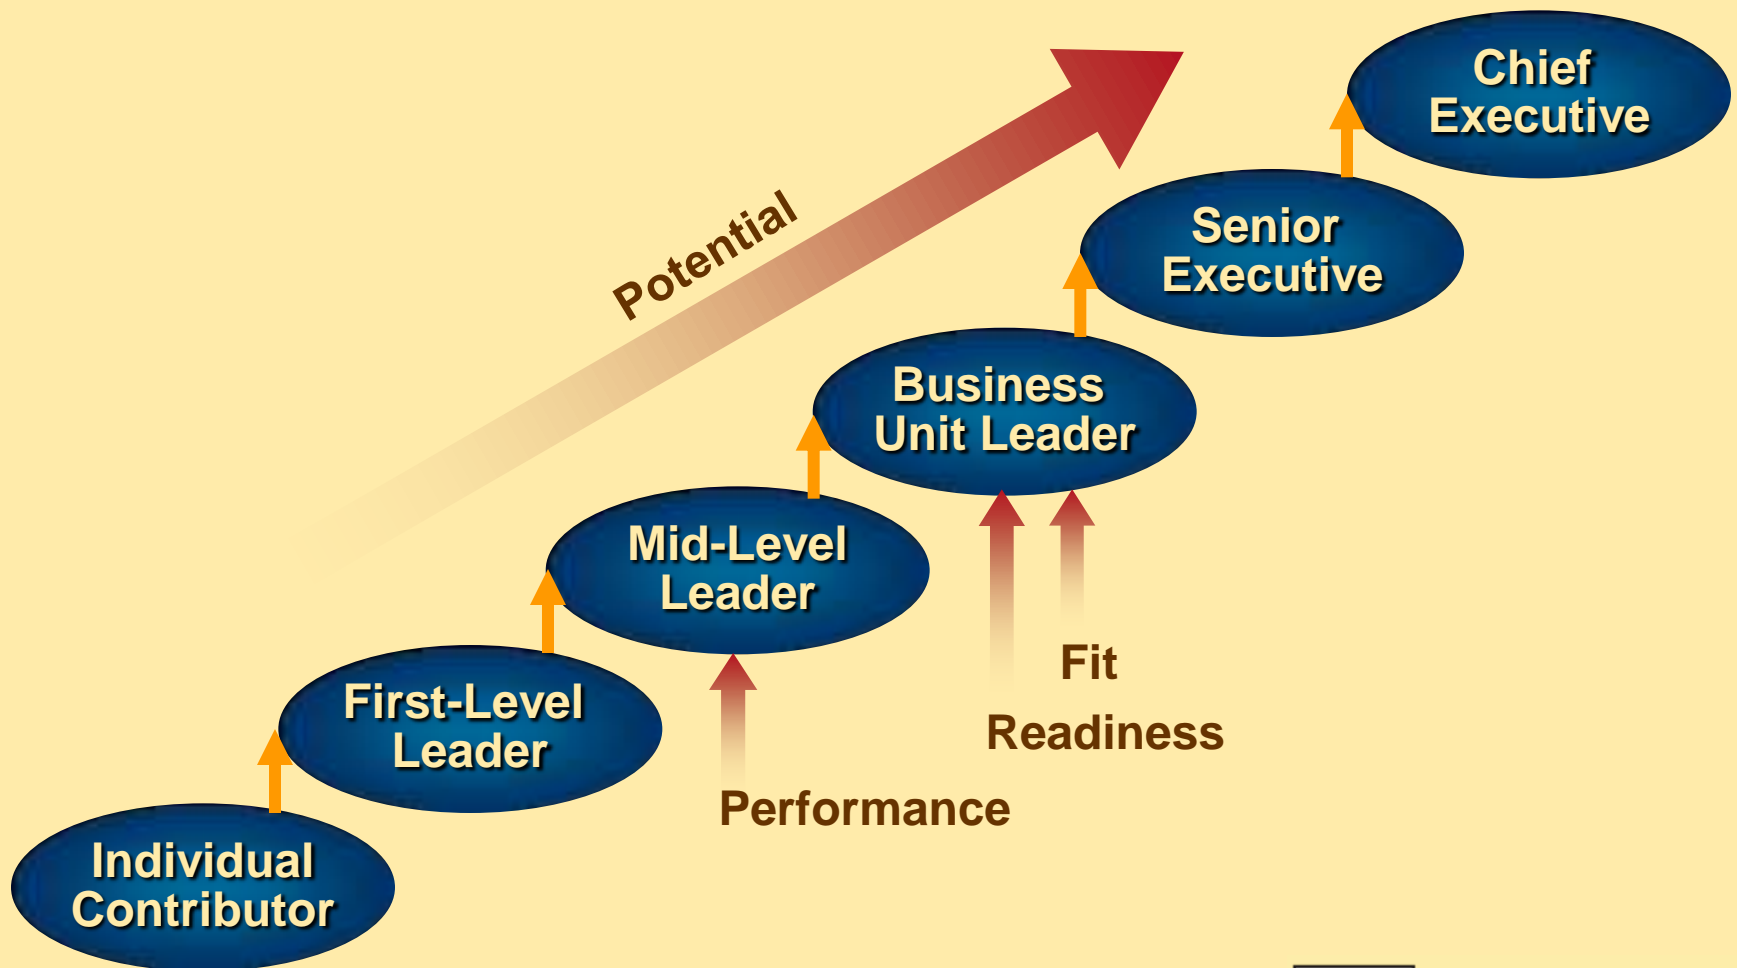 Chief
Executive
Senior
Executive
Potential
Business
Unit Leader
Mid-Level
Leader
Fit
Readiness
First-Level
Leader
Performance
Individual
Contributor